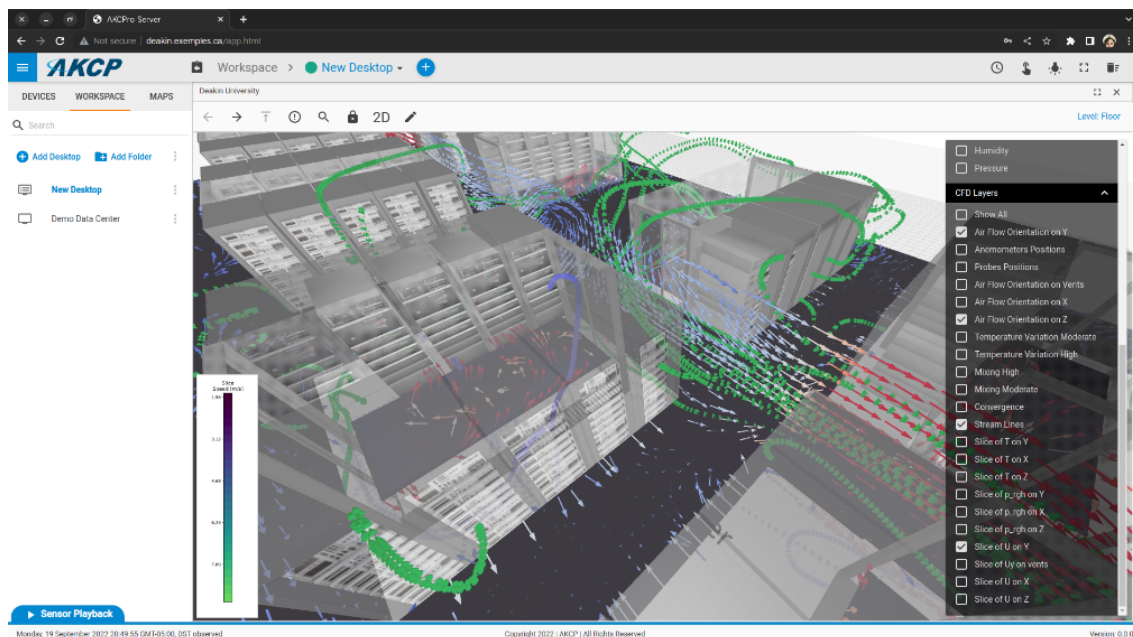 AKCPro Server
Not secure | deakin.exemples.ca/app.html
AKCP
Workspace > New Desktop
DEVICES WORKSPACE MAPS
Deakin University
Search
2D
Level: Floor
Add Desktop Add Folder
New Desktop
Demo Data Center
Humidity
Pressure
CFD Layers
Show All
Air Flow Orientation on Y
Anemometers Positions
Probes Positions
Air Flow Orientation on Vents
Air Flow Orientation on X
Air Flow Orientation on Z
Temperature Variation Moderate
Temperature Variation High
Mixing High
Mixing Moderate
Convergence
Stream Lines
Slice of T on Y
Slice of T on X
Slice of T on Z
Slice of p_rgh on Y
Slice of p_rgh on X
Slice of p_rgh on Z
Slice of U on Y
Slice of Uy on vents
Slice of U on X
Slice of U on Z
Slice
Speed (m/s)
Sensor Playback
Monday 19 September 2022 20:49:55 GMT-05:00, DST observed
Copyright 2022 | AKCP | All Rights Reserved
Version: 0.0.0